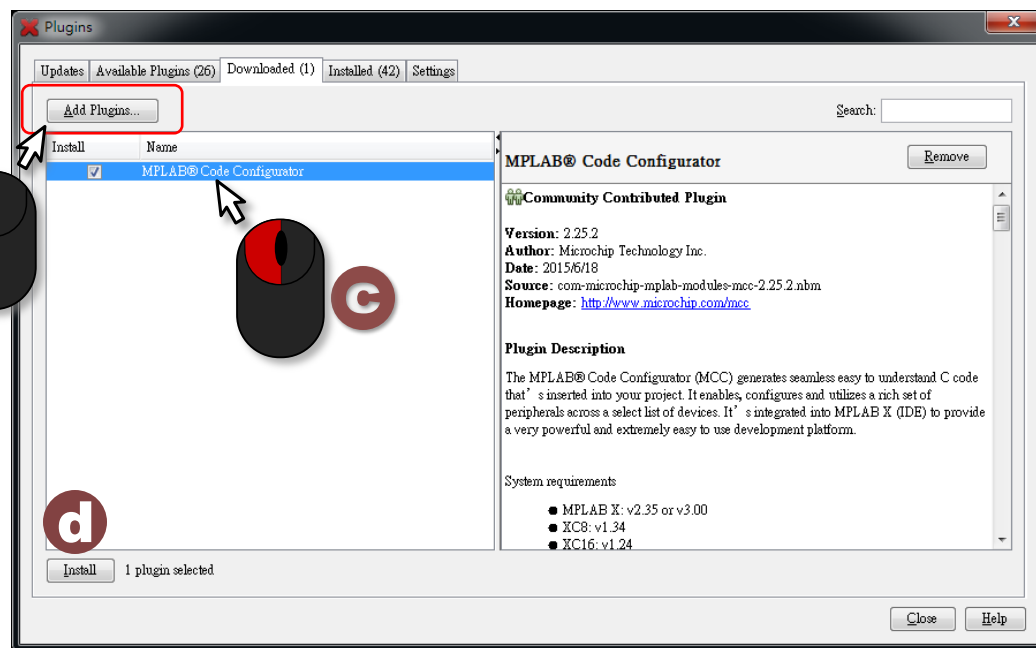 Plugins
Updates Available Plugins (26) Downloaded (1) Installed (42) Settings
Add Plugins... Search:
Install Name
MPLAB® Code Configurator
c
d
Install 1 plugin selected
MPLAB® Code Configurator Remove
Community Contributed Plugin
Version: 2.25.2
Author: Microchip Technology Inc.
Date: 2015/6/18
Source: com-microchip-mplab-modules-mcc-2.25.2.nbm
Homepage: http://www.microchip.com/mcc
Plugin Description
The MPLAB® Code Configurator (MCC) generates seamless easy to understand C code
that’s inserted into your project. It enables, configures and utilizes a rich set of
peripherals across a select list of devices. It’s integrated into MPLAB X (IDE) to provide
a very powerful and extremely easy to use development platform.
System requirements
● MPLAB X: v2.35 or v3.00
● XC8: v1.34
● XC16: v1.24
Close Help